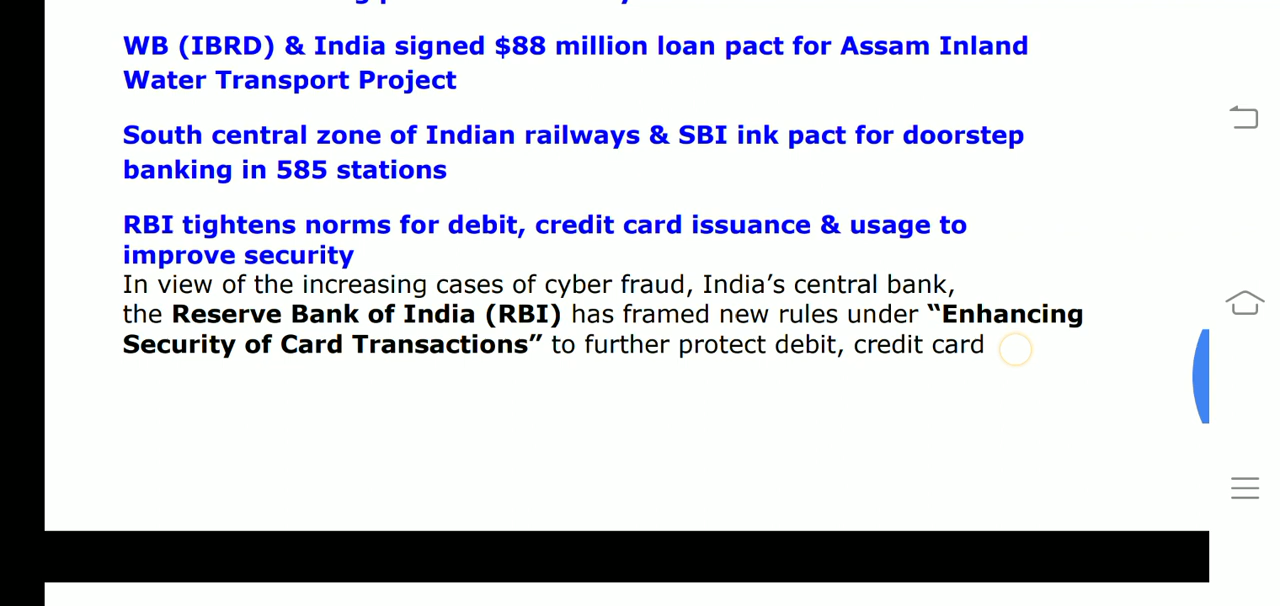 WB (IBRD) & India signed $88 million loan pact for Assam Inland
Water Transport Project
South central zone of Indian railways & SBI ink pact for doorstep
banking in 585 stations
RBI tightens norms for debit, credit card issuance & usage to
improve security
In view of the increasing cases of cyber fraud, India’s central bank,
the Reserve Bank of India (RBI) has framed new rules under “Enhancing
Security of Card Transactions” to further protect debit, credit card